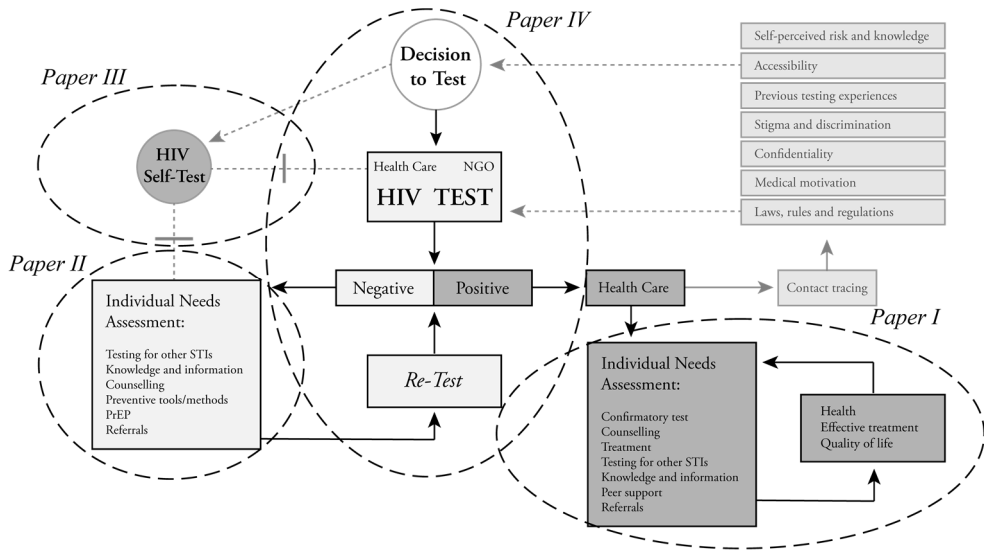 Paper IV
Decision
to Test
Self-perceived risk and knowledge
Accessibility
Previous testing experiences
Stigma and discrimination
Confidentiality
Medical motivation
Laws, rules and regulations
Paper III
HIV
Self-Test
Health Care NGO
HIV TEST
Paper II
Negative Positive
Health Care
Contact tracing
Paper I
Individual Needs
Assessment:
Testing for other STIs
Knowledge and information
Counselling
Preventive tools/methods
PrEP
Referrals
Re-Test
Individual Needs
Assessment:
Confirmatory test
Counselling
Treatment
Testing for other STIs
Knowledge and information
Peer support
Referrals
Health
Effective treatment
Quality of life